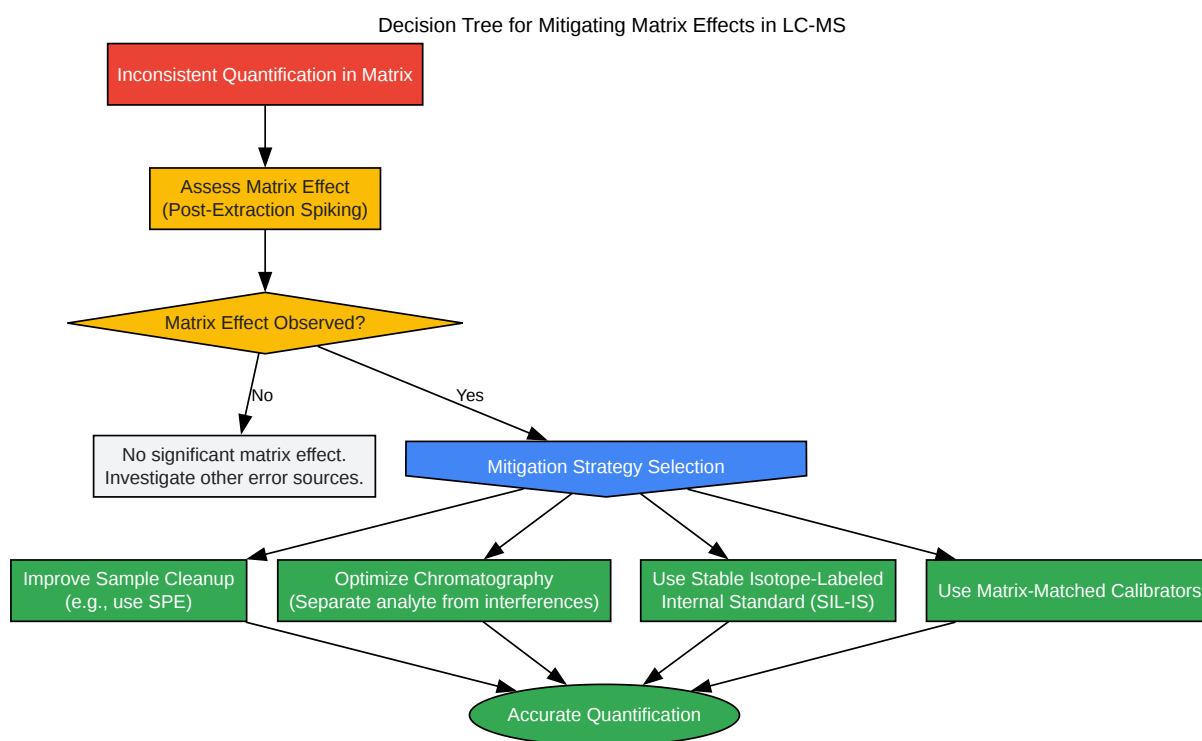 Decision Tree for Mitigating Matrix Effects in LC-MS
Inconsistent Quantification in Matrix
Assess Matrix Effect
(Post-Extraction Spiking)
Matrix Effect Observed?
No
Yes
No significant matrix effect.
Investigate other error sources.
Mitigation Strategy Selection
Improve Sample Cleanup
(e.g., use SPE)
Optimize Chromatography
(Separate analyte from interferences)
Use Stable Isotope-Labeled
Internal Standard (SIL-IS)
Use Matrix-Matched Calibrators
Accurate Quantification